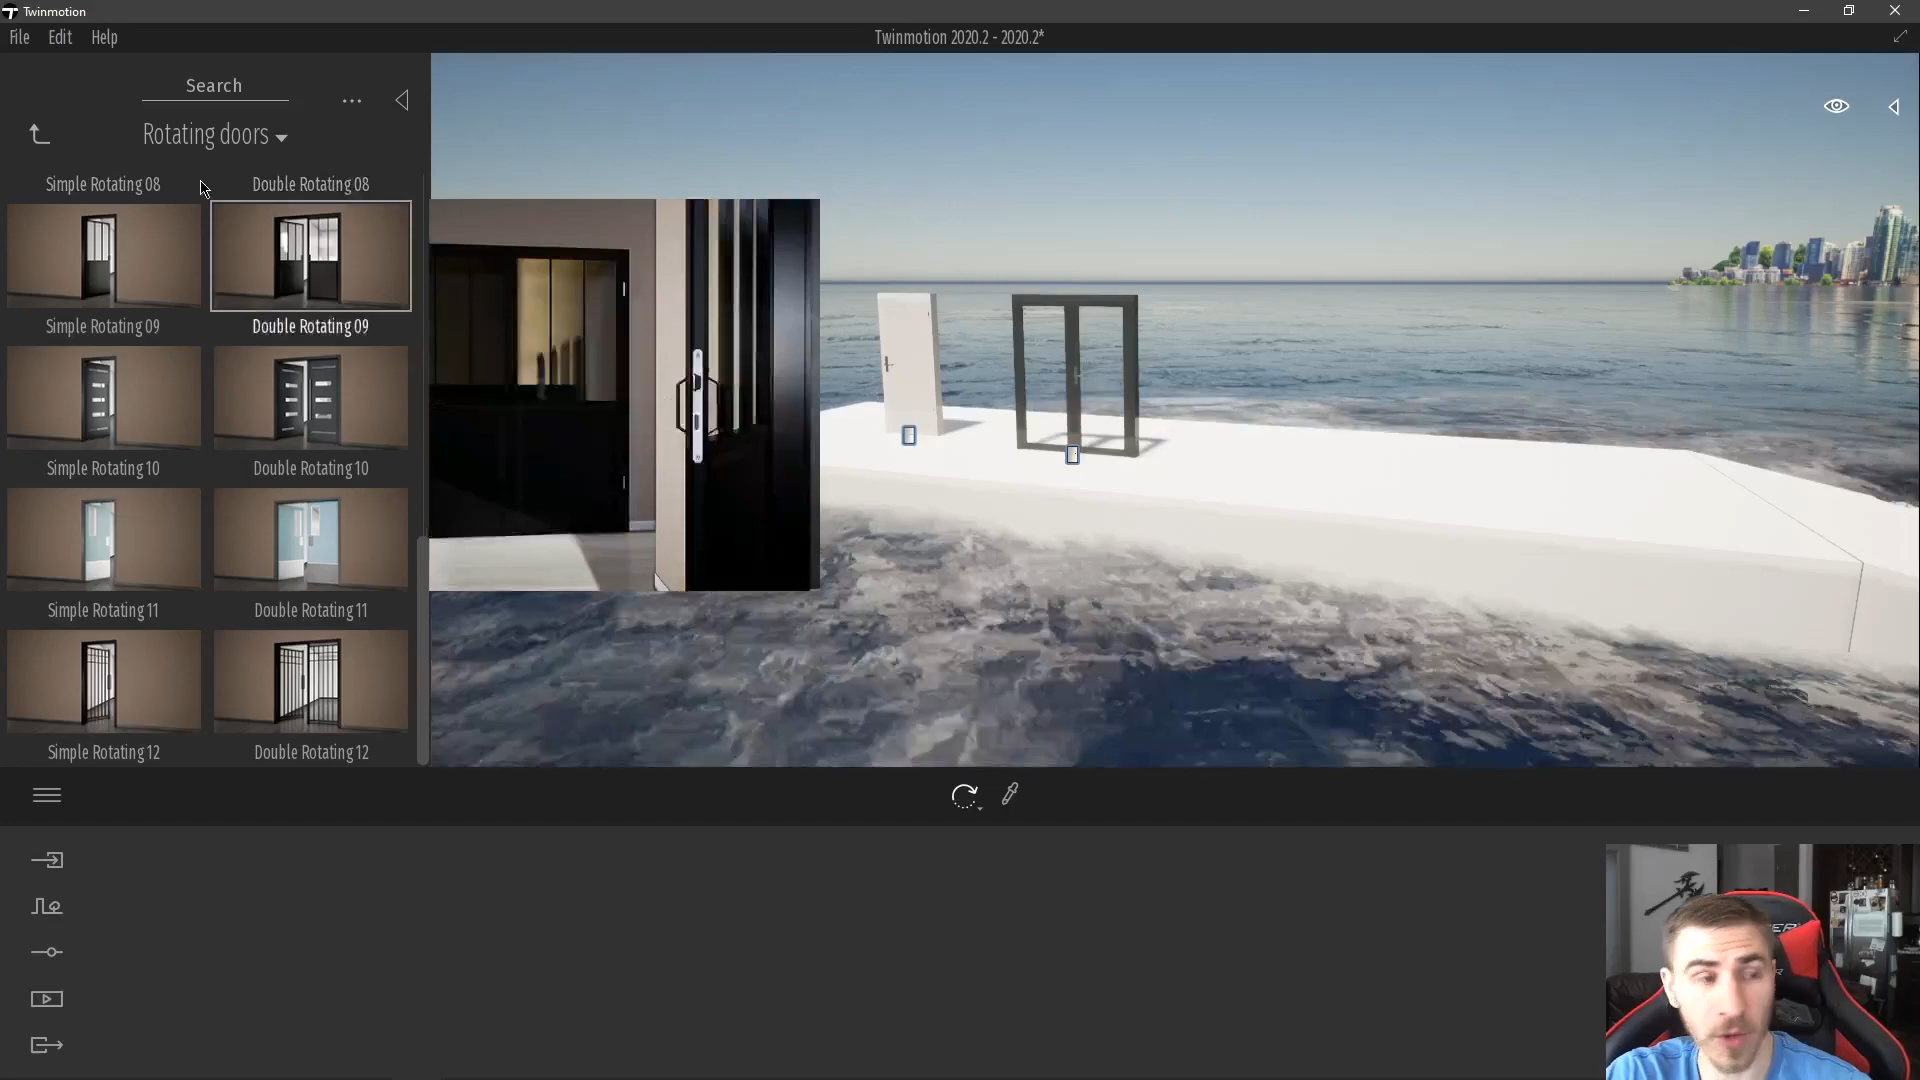 Twinmotion
File Edit Help
Twinmotion 2020.2 - 2020.2*
Search
...
Rotating doors
Simple Rotating 08 Double Rotating 08
Simple Rotating 09 Double Rotating 09
Simple Rotating 10 Double Rotating 10
Simple Rotating 11 Double Rotating 11
Simple Rotating 12 Double Rotating 12